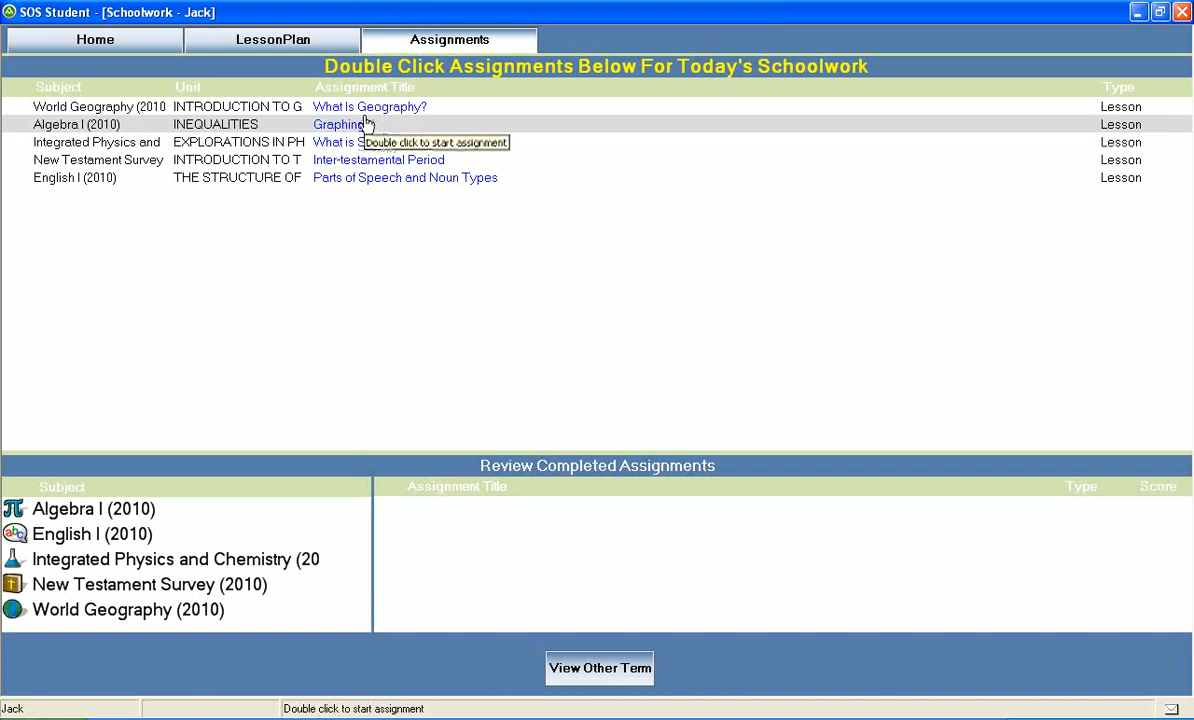 SOS Student - [Schoolwork - Jack]
Home LessonPlan Assignments
Double Click Assignments Below For Today's Schoolwork
Subject Unit Assignment Title Type
World Geography (2010 INTRODUCTION TO G What Is Geography? Lesson
Algebra I (2010) INEQUALITIES Graphing Lesson
Integrated Physics and EXPLORATIONS IN PH What is Lesson
Double click to start assignment
New Testament Survey INTRODUCTION TO T Inter-testamental Period Lesson
English I (2010) THE STRUCTURE OF Parts of Speech and Noun Types Lesson
Review Completed Assignments
Subject Assignment Title Type Score
Algebra I (2010)
English I (2010)
Integrated Physics and Chemistry (20
New Testament Survey (2010)
World Geography (2010)
View Other Term
Jack Double click to start assignment